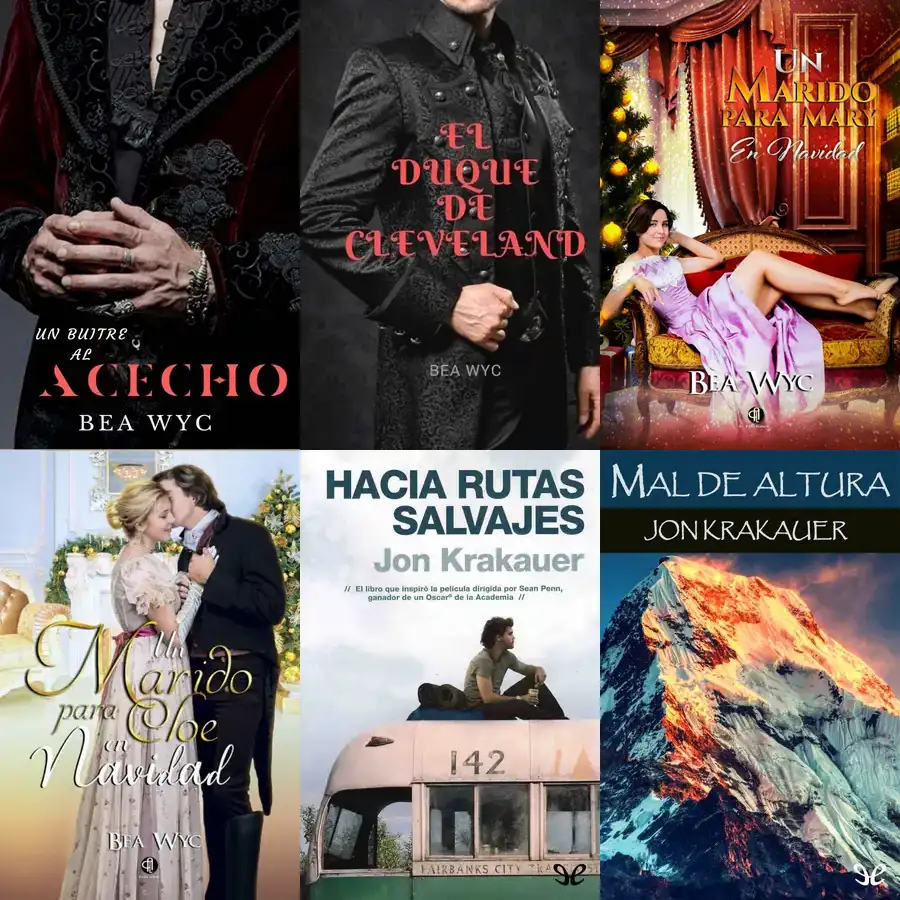 UN BUITRE
AL
ACECHO
BEA WYC
EL
DUQUE
DE
CLEVELAND
BEA WYC
UN
MARIDO
PARA MARY
En Navidad
BEA WYC
Un
Marido
para Cloe
en
Navidad
BEA WYC
HACIA RUTAS
SALVAJES
Jon Krakauer
// El libro que inspiró la película dirigida por Sean Penn,
ganador de un Oscar® de la Academia //
142
FAIRBANKS CITY TRA
MAL DE ALTURA
JON KRAKAUER